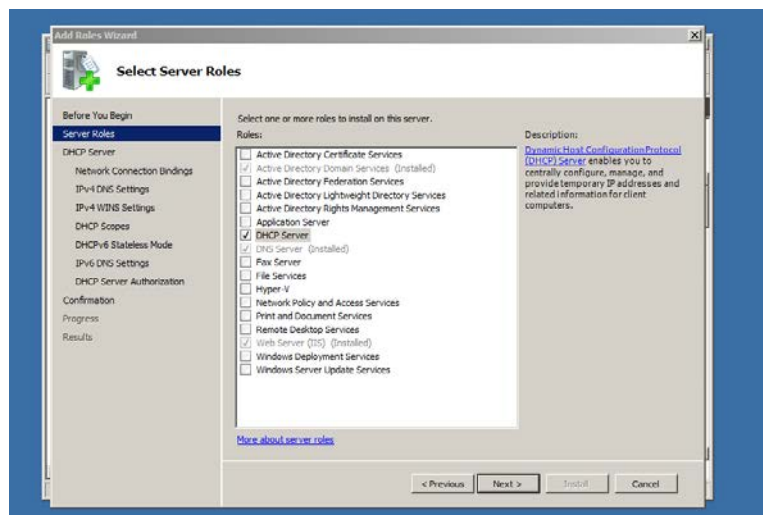 Add Roles Wizard
Select Server Roles
Before You Begin
Server Roles
DHCP Server
Network Connection Bindings
IPv4 DNS Settings
IPv4 WINS Settings
DHCP Scopes
DHCPv6 Stateless Mode
IPv6 DNS Settings
DHCP Server Authorization
Confirmation
Progress
Results
Select one or more roles to install on this server.
Roles:
Active Directory Certificate Services
Active Directory Domain Services (Installed)
Active Directory Federation Services
Active Directory Lightweight Directory Services
Active Directory Rights Management Services
Application Server
DHCP Server
DNS Server (Installed)
Fax Server
File Services
Hyper-V
Network Policy and Access Services
Print and Document Services
Remote Desktop Services
Web Server (IIS) (Installed)
Windows Deployment Services
Windows Server Update Services
More about server roles
Description:
Dynamic Host Configuration Protocol
(DHCP) Server enables you to
centrally configure, manage, and
provide temporary IP addresses and
related information for client
computers.
< Previous
Next >
Install
Cancel